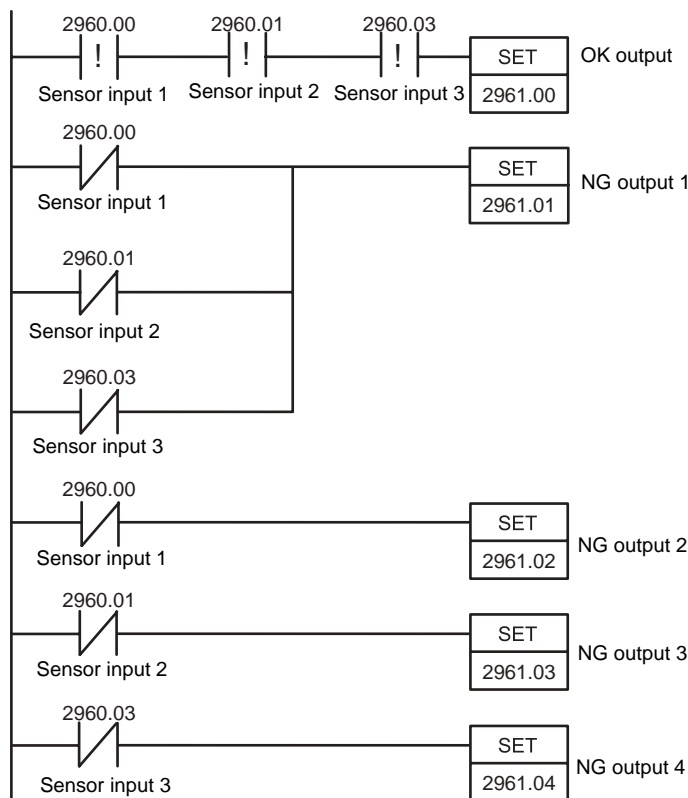 2960.00 2960.01 2960.03
! ! ! SET OK output
Sensor input 1 Sensor input 2 Sensor input 3 2961.00
2960.00
SET NG output 1
Sensor input 1 2961.01
2960.01
Sensor input 2
2960.03
Sensor input 3
2960.00
SET NG output 2
Sensor input 1 2961.02
2960.01
SET NG output 3
Sensor input 2 2961.03
2960.03
SET NG output 4
Sensor input 3 2961.04